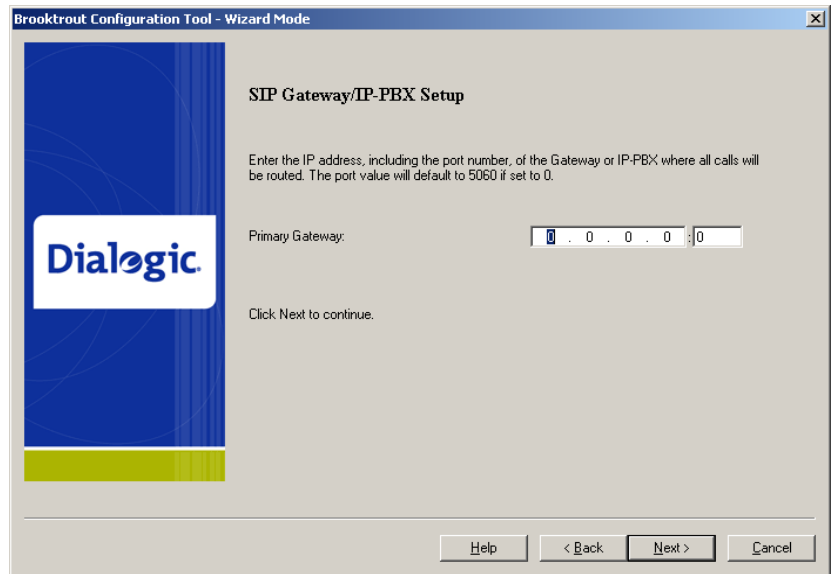 Brooktrout Configuration Tool - Wizard Mode
SIP Gateway/IP-PBX Setup
Enter the IP address, including the port number, of the Gateway or IP-PBX where all calls will
be routed. The port value will default to 5060 if set to 0.
Primary Gateway: 0 . 0 . 0 . 0 : 0
Dialogic.
Click Next to continue.
Help < Back Next > Cancel